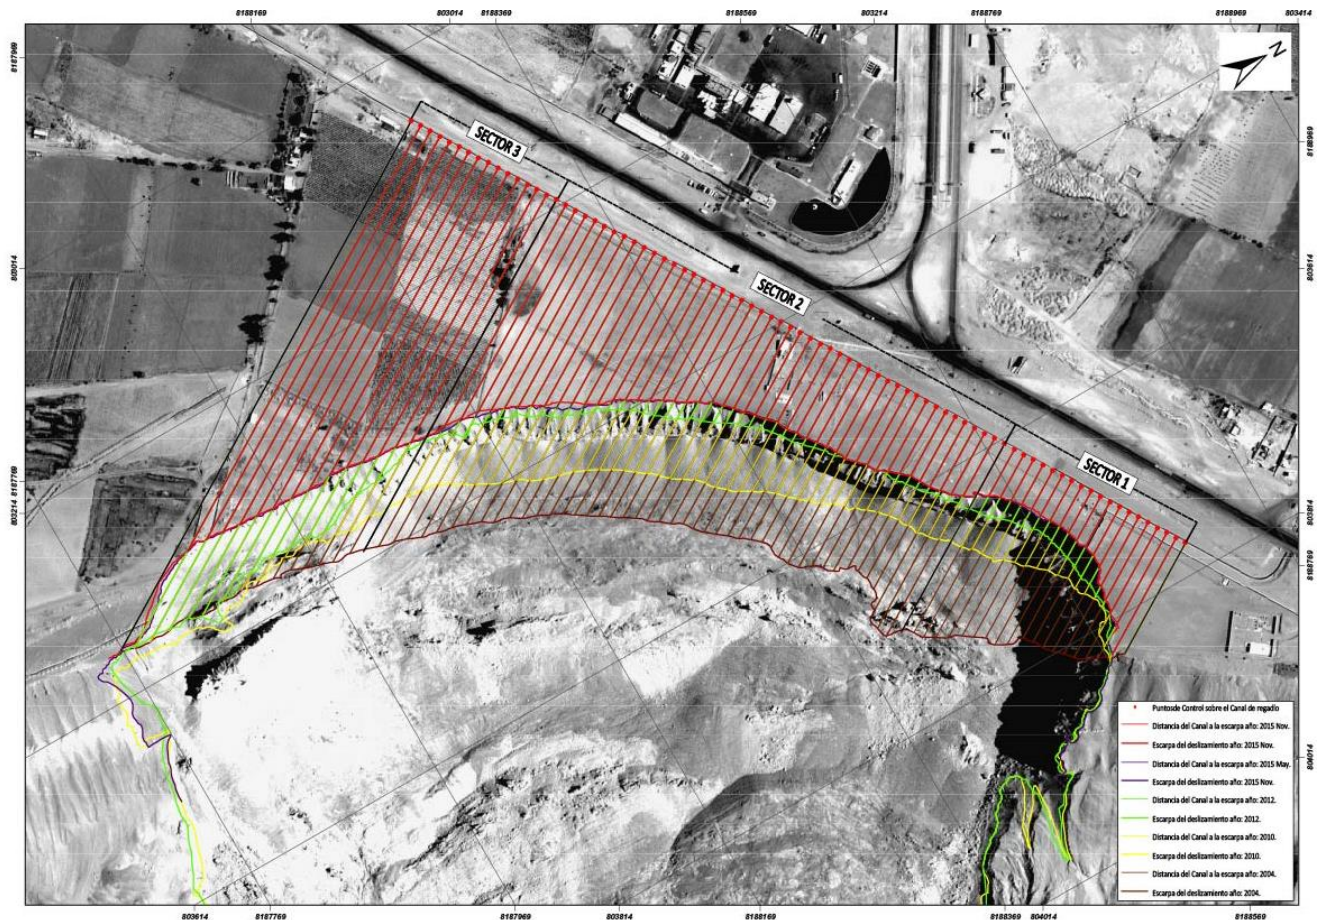 8188169
803014
8188369
8188569
803214
8188769
8188969
803414
8187969
803014
8187769
803214
8188969
803614
803814
8188769
804014
N
SECTOR 3
SECTOR 2
SECTOR 1
Puntosde Control sobre el Canal de regadio
Distancia del Canal a la escarpa año: 2015 Nov.
Escarpa del deslizamiento año: 2015 Nov.
Distancia del Canal a la escarpa año: 2015 May.
Escarpa del deslizamiento año: 2015 Nov.
Distancia del Canal a la escarpa año: 2012.
Escarpa del deslizamiento año: 2012.
Distancia del Canal a la escarpa año: 2010.
Escarpa del deslizamiento año: 2010.
Distancia del Canal a la escarpa año: 2004.
Escarpa del deslizamiento año: 2004.
803614
8187769
8187969
803814
8188169
8188369
804014
8188569